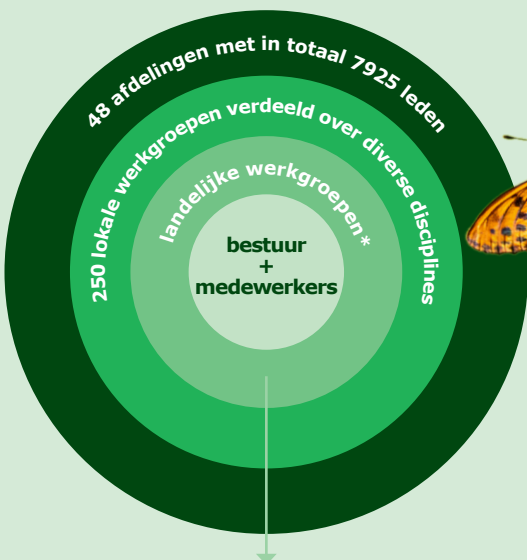 48 afdelingen met in totaal 7925 leden
250 lokale werkgroepen verdeeld over diverse disciplines
landelijke werkgroepen*
bestuur
+
medewerkers